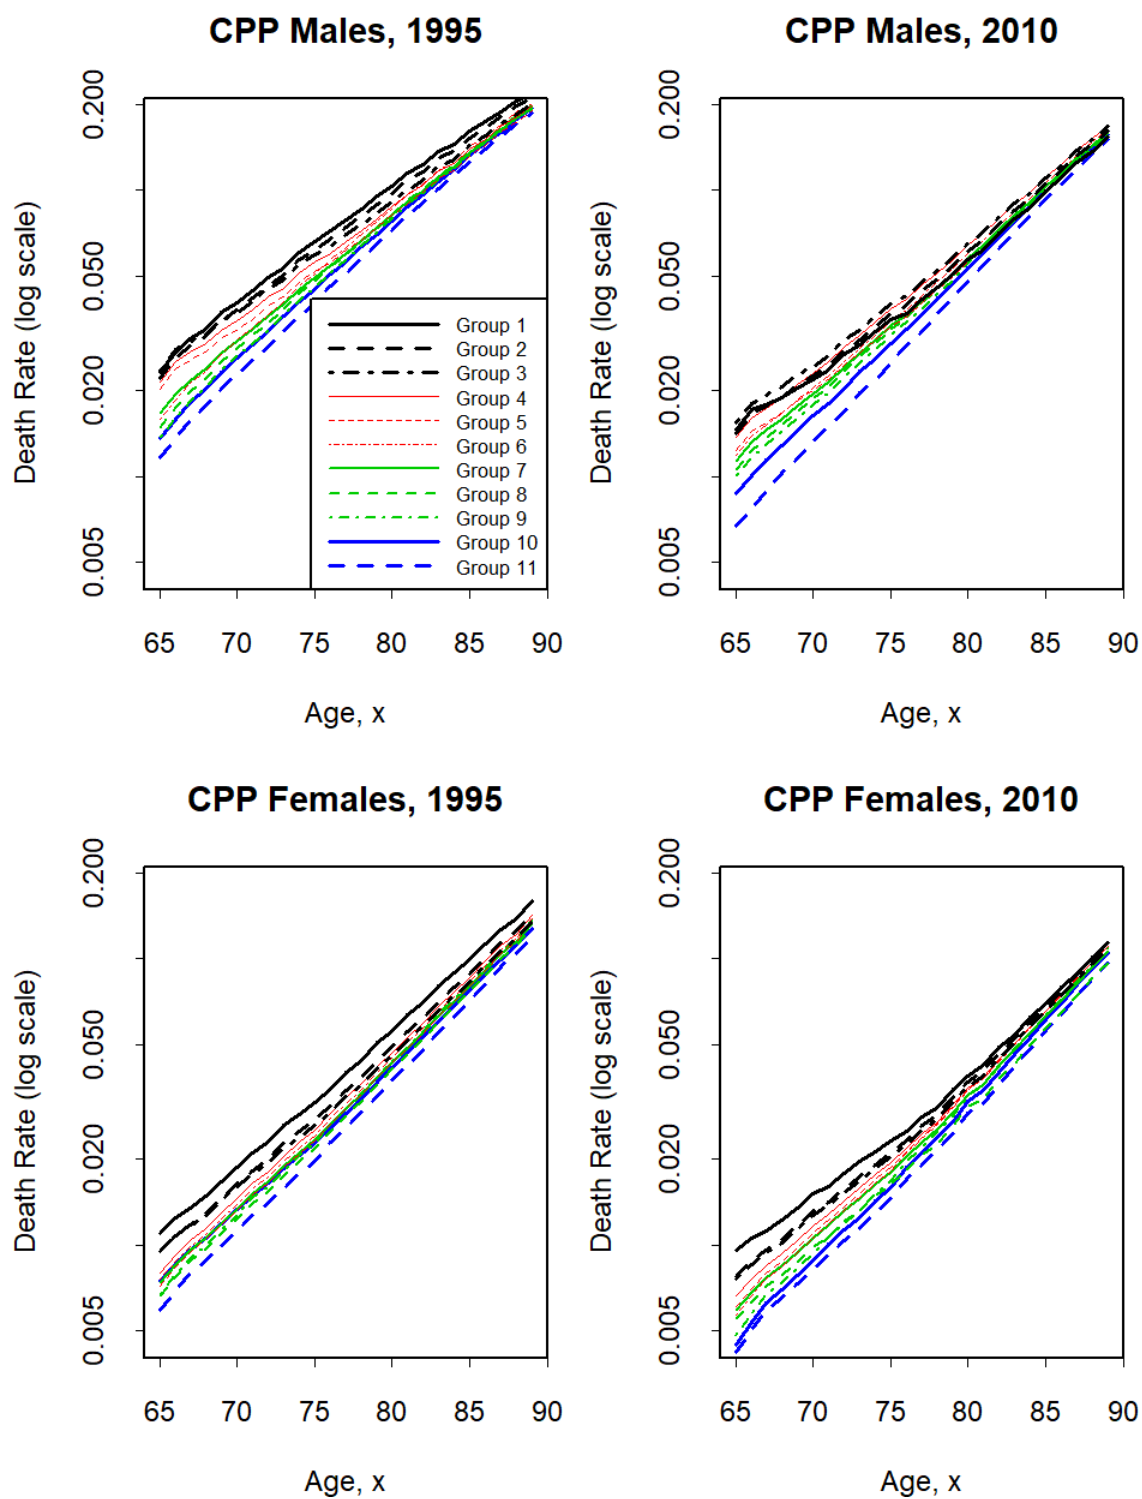 CPP Males, 1995
Death Rate (log scale)
0.200
0.050
0.020
0.005
Group 1
Group 2
Group 3
Group 4
Group 5
Group 6
Group 7
Group 8
Group 9
Group 10
Group 11
65 70 75 80 85 90
Age, x
CPP Males, 2010
Death Rate (log scale)
0.200
0.050
0.020
0.005
65 70 75 80 85 90
Age, x
CPP Females, 1995
Death Rate (log scale)
0.200
0.050
0.020
0.005
65 70 75 80 85 90
Age, x
CPP Females, 2010
Death Rate (log scale)
0.200
0.050
0.020
0.005
65 70 75 80 85 90
Age, x